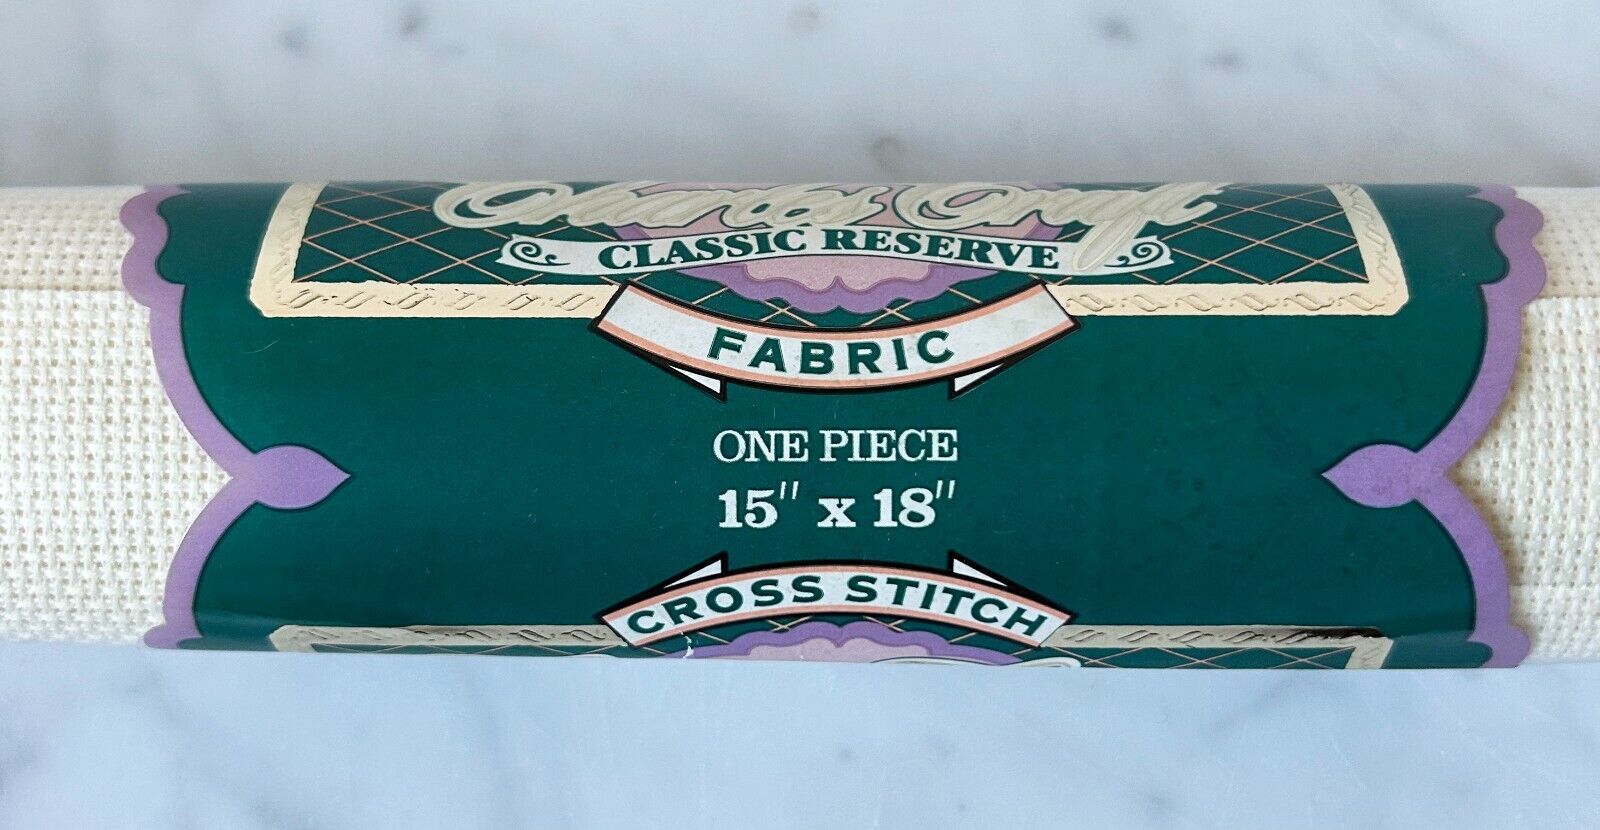 Charles Craft
CLASSIC RESERVE
FABRIC
ONE PIECE
15" x 18"
CROSS STITCH